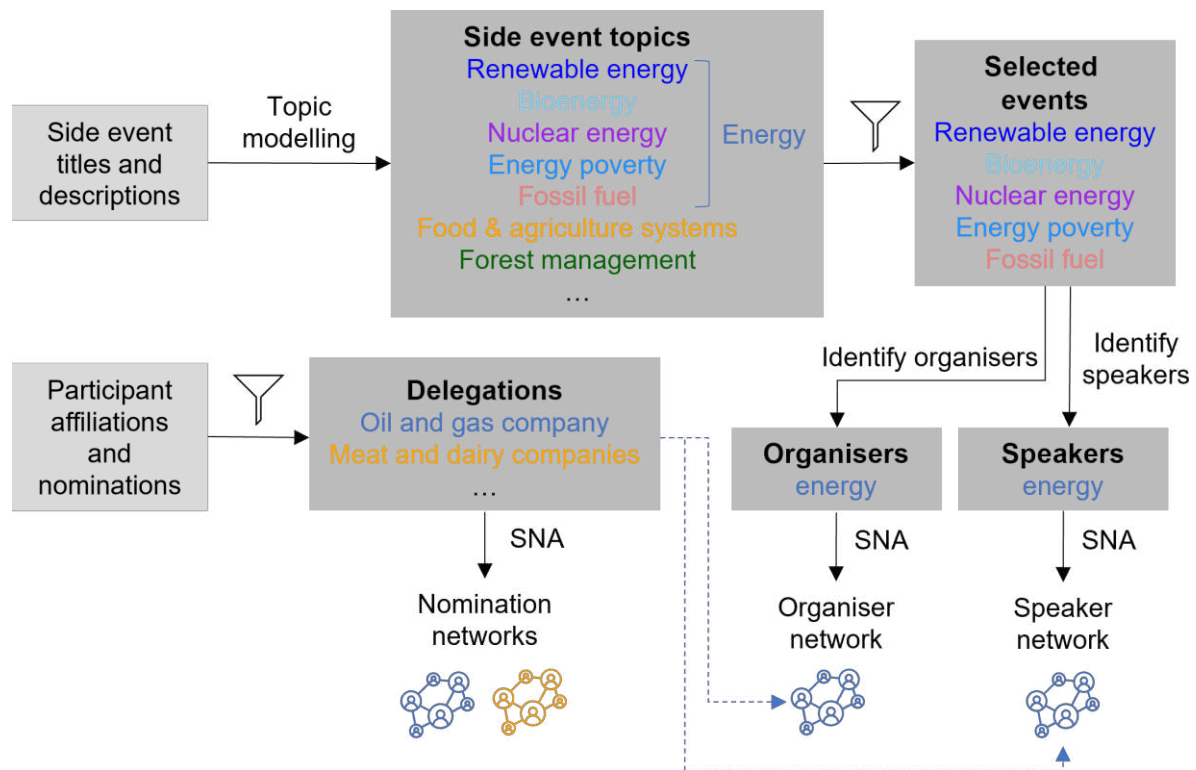 Side event
titles and
descriptions
Topic
modelling
Side event topics
Renewable energy
Bioenergy
Nuclear energy
Energy poverty
Fossil fuel
Food & agriculture systems
Forest management
...
Energy
Selected
events
Renewable energy
Bioenergy
Nuclear energy
Energy poverty
Fossil fuel
Identify organisers
Identify
speakers
Participant
affiliations
and
nominations
Delegations
Oil and gas company
Meat and dairy companies
...
Organisers
energy
Speakers
energy
SNA
SNA
SNA
Nomination
networks
Organiser
network
Speaker
network